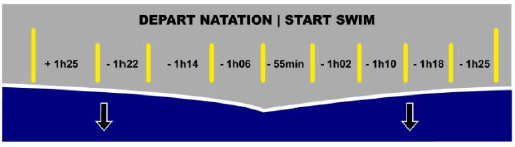 DEPART NATATION | START SWIM
+ 1h25 - 1h22 - 1h14 - 1h06 - 55min - 1h02 - 1h10 - 1h18 - 1h25